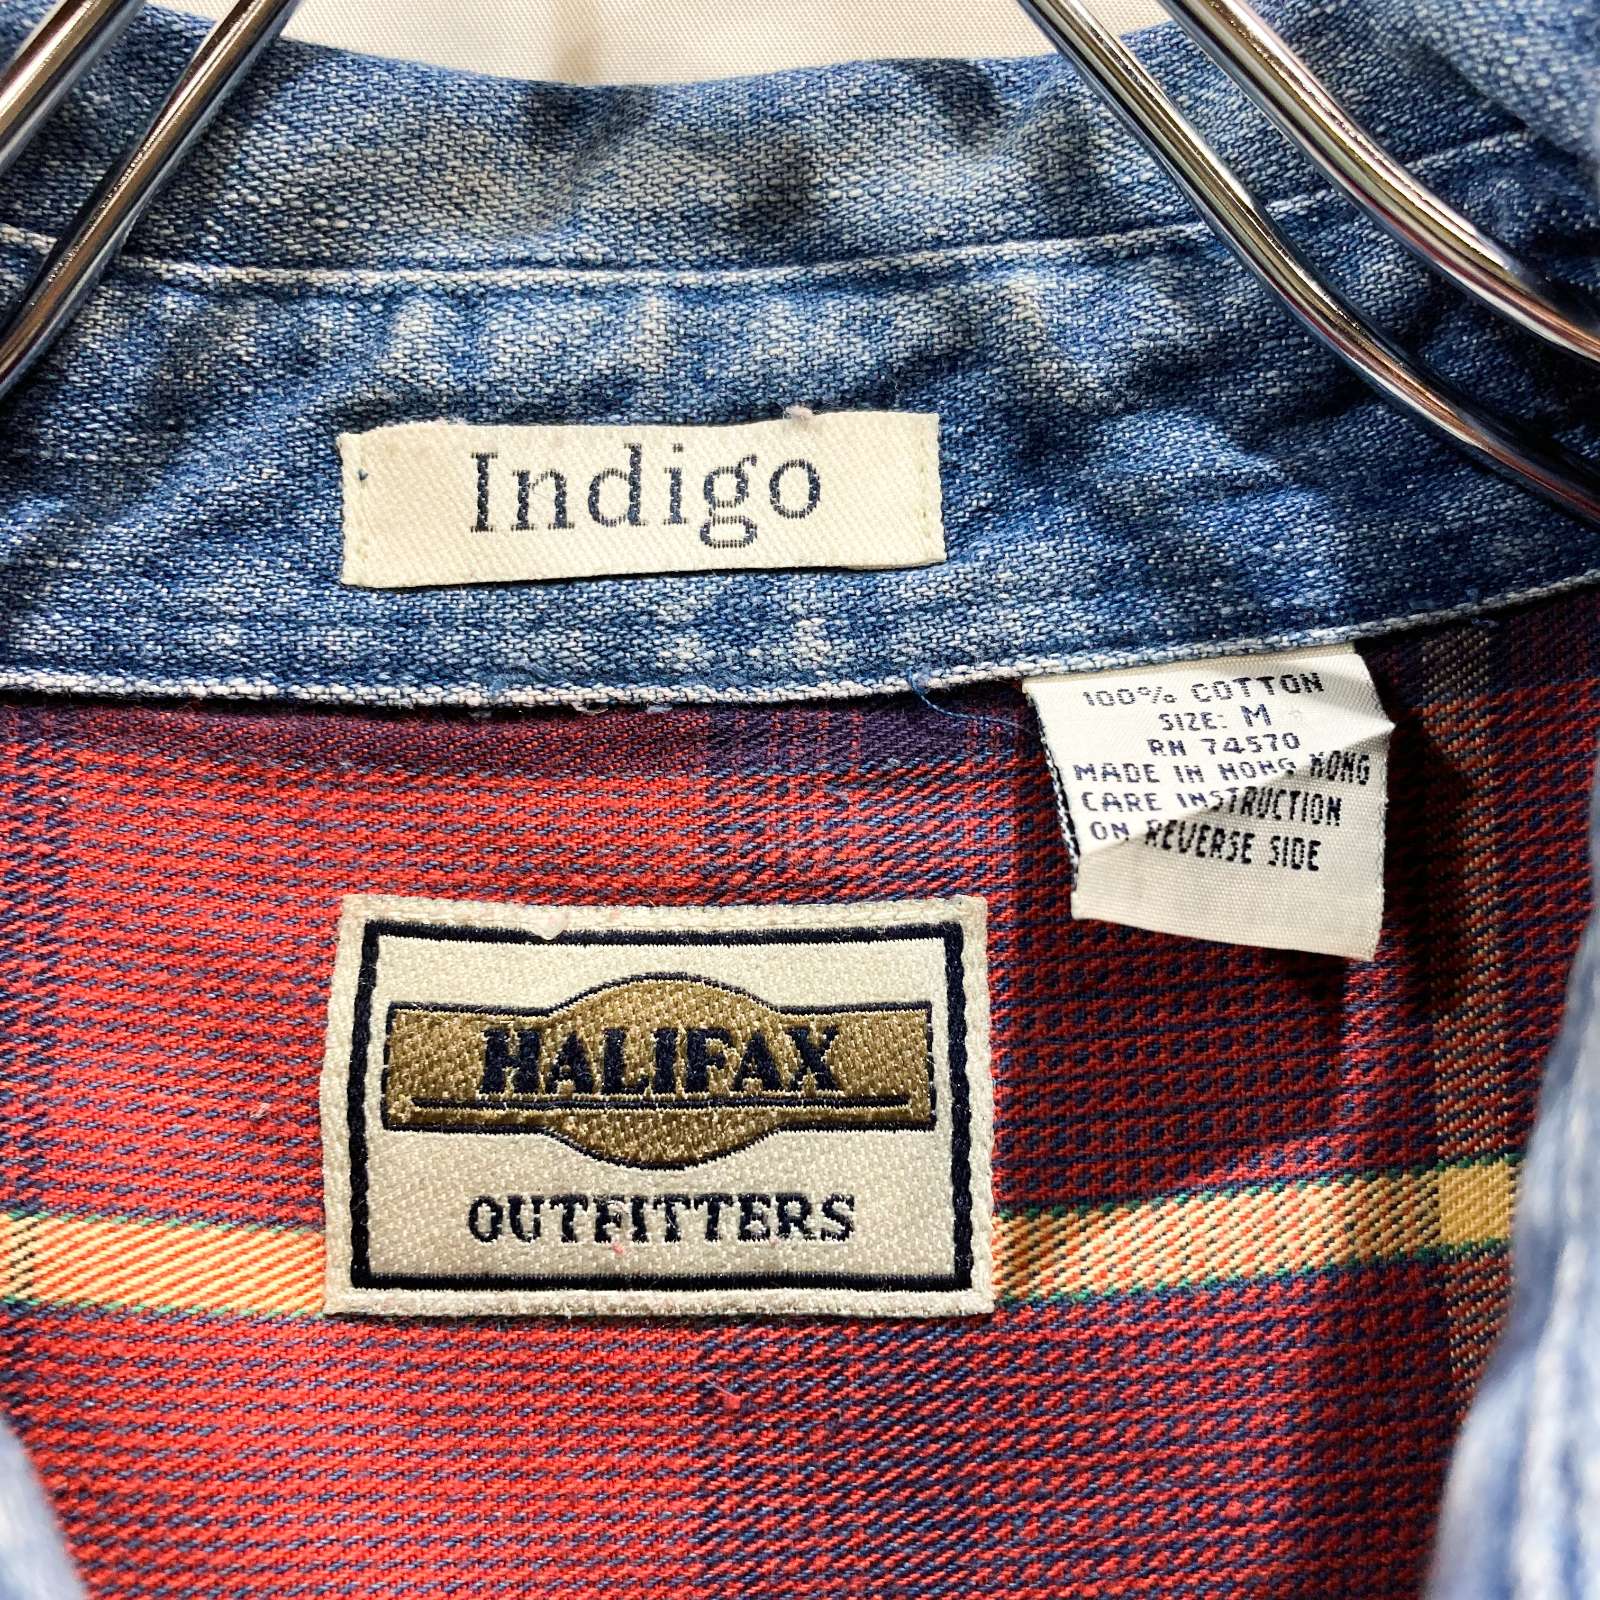 Indigo
100% COTTON
SIZE: M
RN 74570
MADE IN HONG KONG
CARE INSTRUCTION
ON REVERSE SIDE
HALIFAX
OUTFITTERS